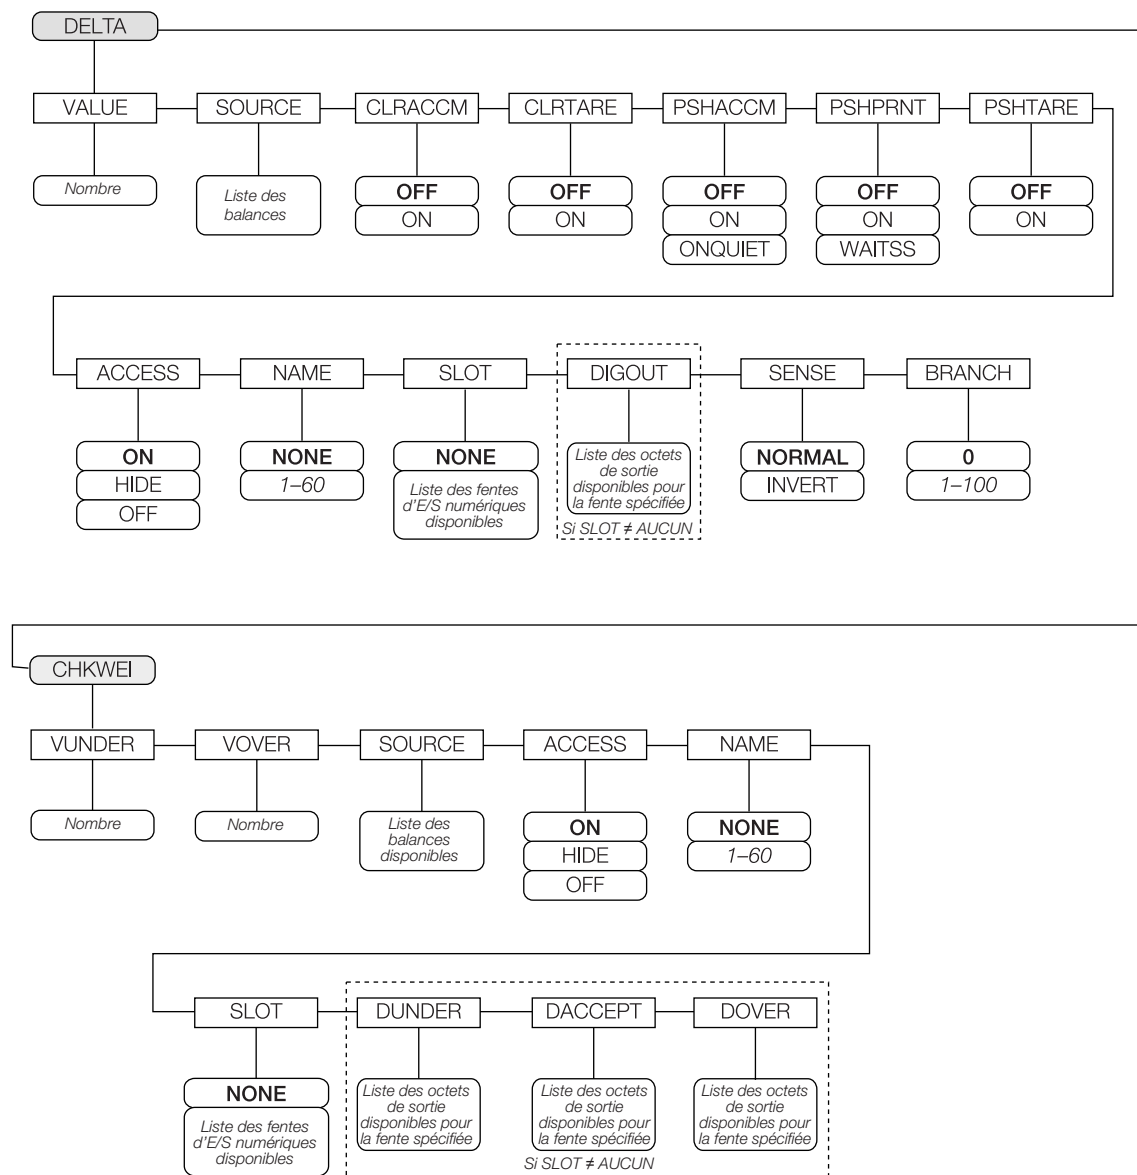 DELTA
VALUE
SOURCE
CLRACCM
CLRTARE
PSHACCM
PSHPRNT
PSHTARE
Nombre
Liste des
balances
OFF
ON
OFF
ON
OFF
ON
ONQUIET
OFF
ON
WAITSS
OFF
ON
ACCESS
NAME
SLOT
DIGOUT
SENSE
BRANCH
ON
HIDE
OFF
NONE
1–60
NONE
Liste des fentes
d'E/S numériques
disponibles
Liste des octets
de sortie
disponibles pour
la fente spécifiée
Si SLOT ≠ AUCUN
NORMAL
INVERT
0
1–100
CHKWEI
VUNDER
VOVER
SOURCE
ACCESS
NAME
Nombre
Nombre
Liste des
balances
disponibles
ON
HIDE
OFF
NONE
1–60
SLOT
DUNDER
DACCEPT
DOVER
NONE
Liste des fentes
d'E/S numériques
disponibles
Liste des octets
de sortie
disponibles pour
la fente spécifiée
Liste des octets
de sortie
disponibles pour
la fente spécifiée
Liste des octets
de sortie
disponibles pour
la fente spécifiée
Si SLOT ≠ AUCUN